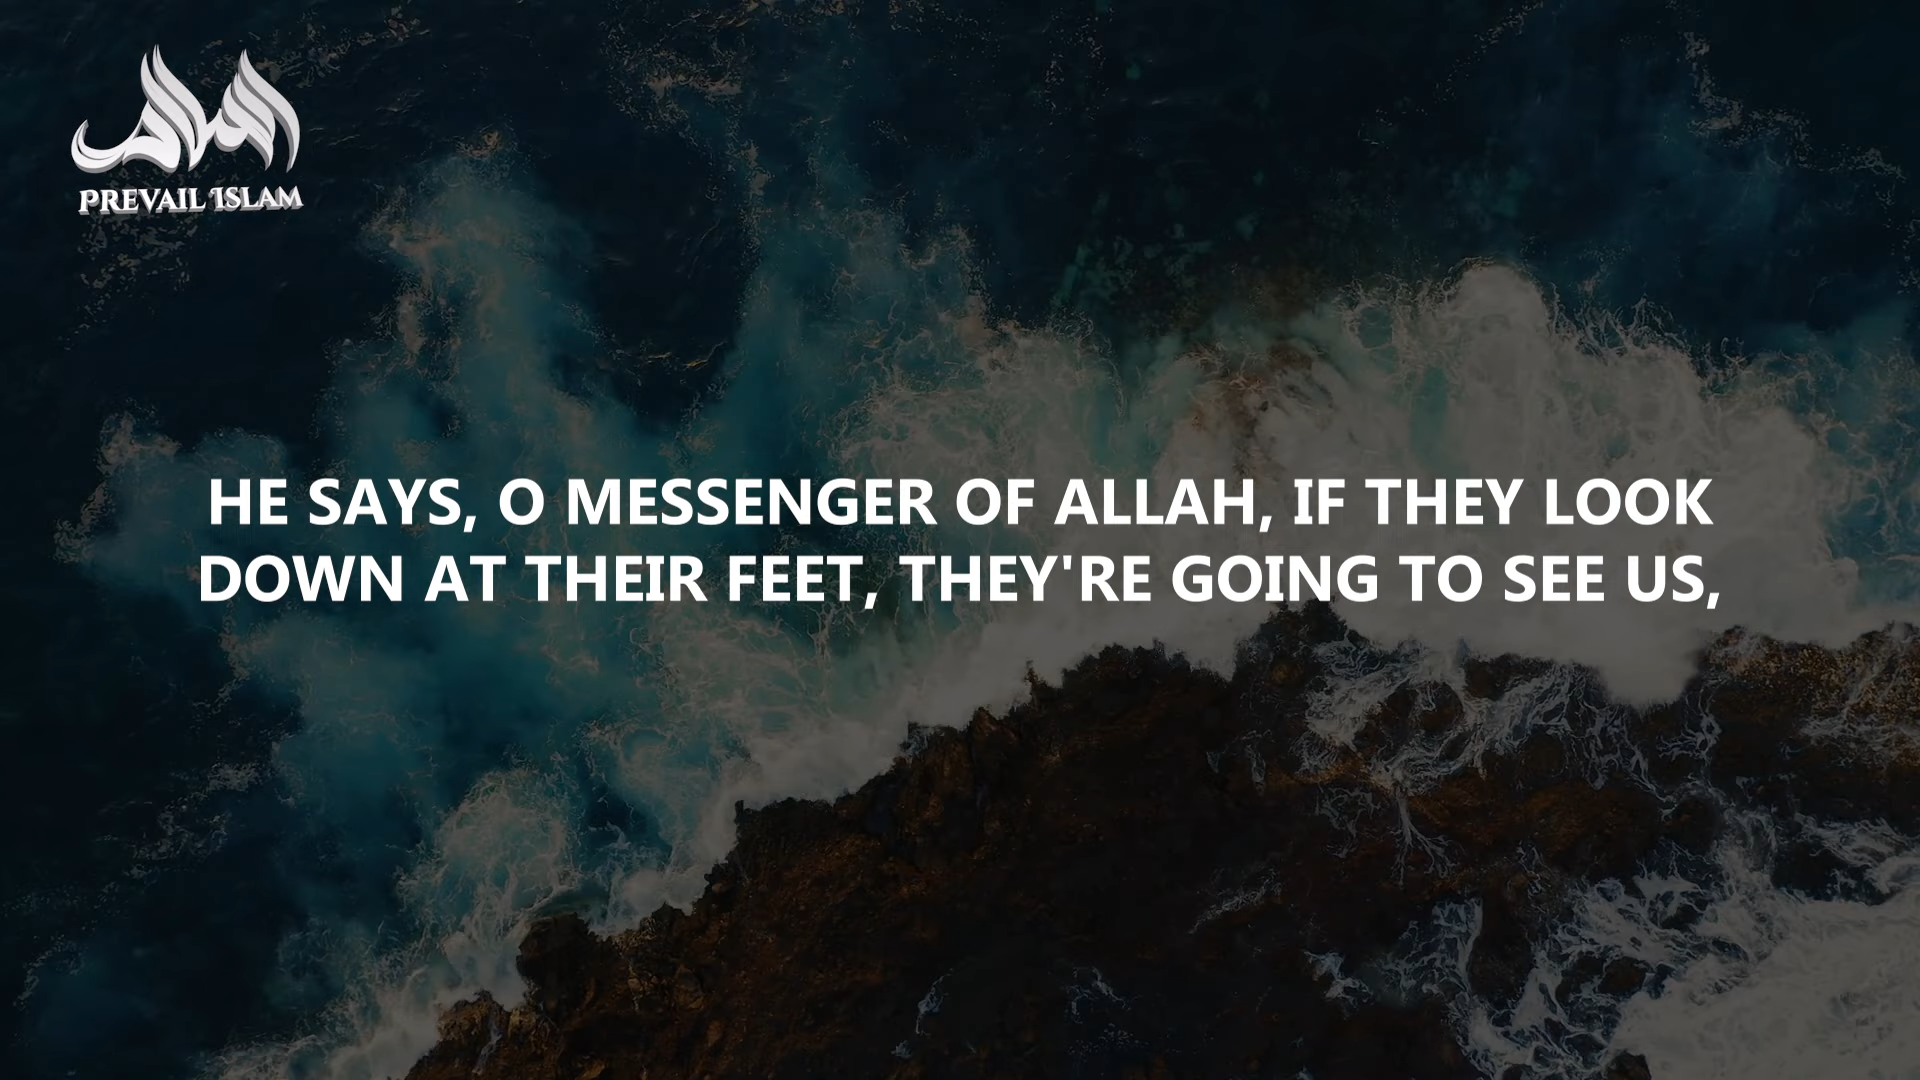 PREVAIL ISLAM
HE SAYS, O MESSENGER OF ALLAH, IF THEY LOOK
DOWN AT THEIR FEET, THEY'RE GOING TO SEE US,